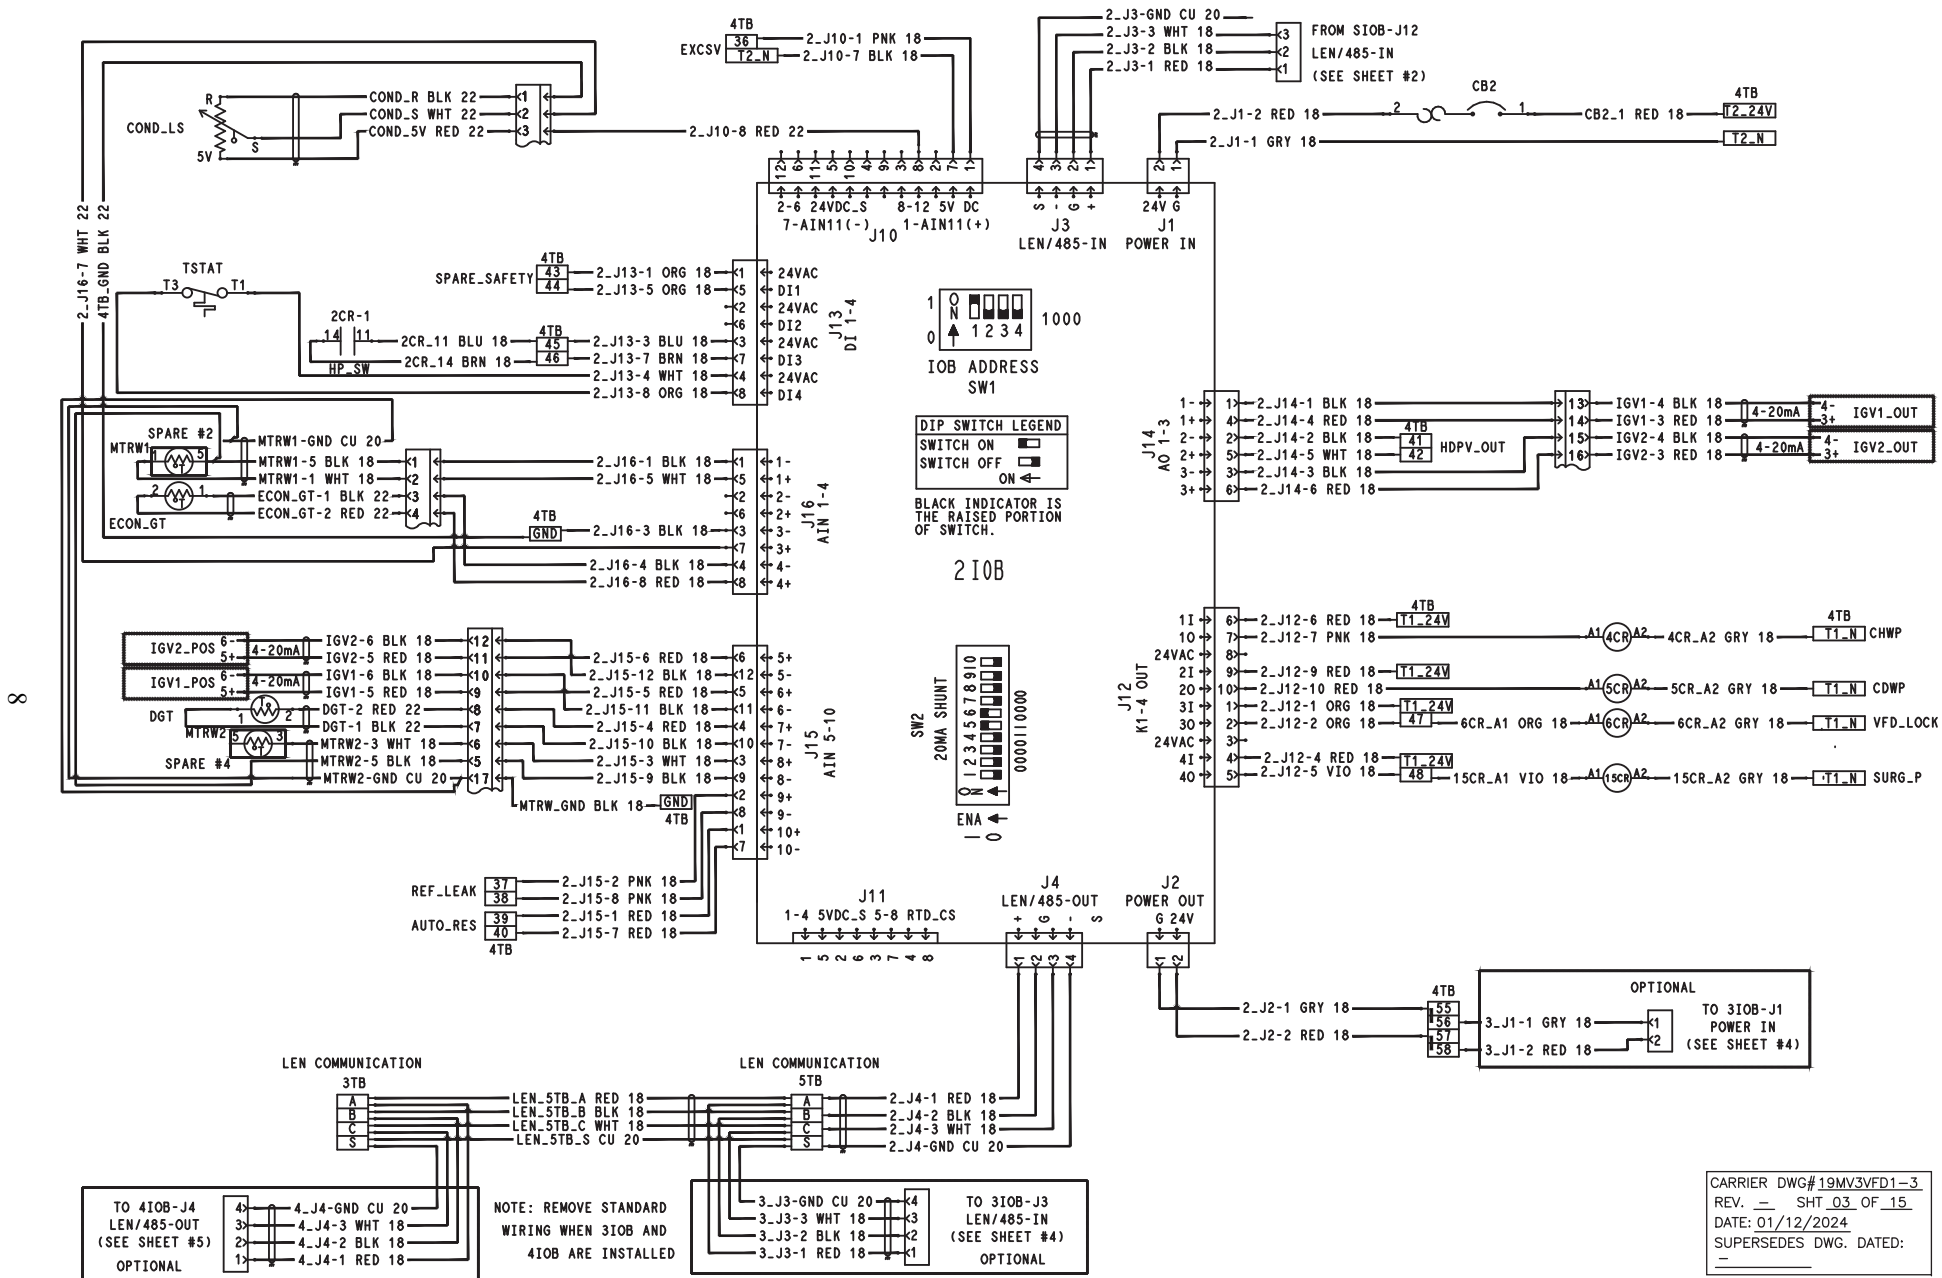 4TB
EXCSV
36
T2_N
2_J10-1 PNK 18
2_J10-7 BLK 18
2_J3-GND CU 20
2_J3-3 WHT 18
2_J3-2 BLK 18
2_J3-1 RED 18
3
2
1
FROM SIOB-J12
LEN/485-IN
(SEE SHEET #2)
COND_LS
R
S
5V
COND_R BLK 22
COND_S WHT 22
COND_5V RED 22
1
2
3
2_J10-8 RED 22
2_J1-2 RED 18
2
CB2
1
CB2_1 RED 18
4TB
T2_24V
2_J1-1 GRY 18
T2_N
12 6 11 5 10 4 9 3 8 2 7 1
2-6 24VDC_S 8-12 5V DC
7-AIN11(-) 1-AIN11(+)
J10
4 3 2 1
S - G +
J3
LEN/485-IN
2 1
24V G
J1
POWER IN
2_J16-7 WHT 22
4TB_GND BLK 22
TSTAT
T3 T1
4TB
SPARE_SAFETY
43
44
2_J13-1 ORG 18
2_J13-5 ORG 18
2CR-1
14 11
HP_SW
2CR_11 BLU 18
2CR_14 BRN 18
4TB
45
46
2_J13-3 BLU 18
2_J13-7 BRN 18
2_J13-4 WHT 18
2_J13-8 ORG 18
1 24VAC
5 DI1
2 24VAC
6 DI2
3 24VAC
7 DI3
4 24VAC
8 DI4
J13
DI 1-4
1
0
ON
1 2 3 4
1000
IOB ADDRESS
SW1
DIP SWITCH LEGEND
SWITCH ON
SWITCH OFF
ON
BLACK INDICATOR IS
THE RAISED PORTION
OF SWITCH.
2IOB
SPARE #2
MTRW1
1 5
MTRW1-GND CU 20
MTRW1-5 BLK 18
MTRW1-1 WHT 18
ECON_GT-1 BLK 22
ECON_GT-2 RED 22
2 1
ECON_GT
1
2
3
4
2_J16-1 BLK 18
2_J16-5 WHT 18
4TB
GND
2_J16-3 BLK 18
2_J16-4 BLK 18
2_J16-8 RED 18
1 1-
5 1+
2 2-
6 2+
3 3-
7 3+
4 4-
8 4+
J16
AIN 1-4
J14
AO 1-3
1- 1
1+ 4
2- 2
2+ 5
3- 3
3+ 6
2_J14-1 BLK 18
2_J14-4 RED 18
2_J14-2 BLK 18
2_J14-5 WHT 18
2_J14-3 BLK 18
2_J14-6 RED 18
4TB
41
42
HDPV_OUT
13
14
15
16
IGV1-4 BLK 18
IGV1-3 RED 18
IGV2-4 BLK 18
IGV2-3 RED 18
4-20mA
4-
3+
IGV1_OUT
4-20mA
4-
3+
IGV2_OUT
IGV2_POS
6-
5+
4-20mA
IGV1_POS
6-
5+
4-20mA
DGT
1 2
MTRW2
5 3
SPARE #4
IGV2-6 BLK 18
IGV2-5 RED 18
IGV1-6 BLK 18
IGV1-5 RED 18
DGT-2 RED 22
DGT-1 BLK 22
MTRW2-3 WHT 18
MTRW2-5 BLK 18
MTRW2-GND CU 20
12
11
10
9
8
7
6
5
17
2_J15-6 RED 18
2_J15-12 BLK 18
2_J15-5 RED 18
2_J15-11 BLK 18
2_J15-4 RED 18
2_J15-10 BLK 18
2_J15-3 WHT 18
2_J15-9 BLK 18
MTRW_GND BLK 18
GND
4TB
6 5+
12 5-
5 6+
11 6-
4 7+
10 7-
3 8+
9 8-
2 9+
8 9-
1 10+
7 10-
J15
AIN 5-10
SW2
20MA SHUNT
ON
1 2 3 4 5 6 7 8 9 10
0000110000
ENA
1 0
J12
K1-4 OUT
1I 6
1O 7
24VAC 8
2I 9
2O 10
3I 1
3O 2
24VAC 3
4I 4
4O 5
2_J12-6 RED 18
2_J12-7 PNK 18
2_J12-9 RED 18
2_J12-10 RED 18
2_J12-1 ORG 18
2_J12-2 ORG 18
2_J12-4 RED 18
2_J12-5 VIO 18
4TB
T1_24V
T1_24V
T1_24V
47
T1_24V
48
6CR_A1 ORG 18
15CR_A1 VIO 18
A1 4CR A2
A1 5CR A2
A1 6CR A2
A1 15CR A2
4CR_A2 GRY 18
5CR_A2 GRY 18
6CR_A2 GRY 18
15CR_A2 GRY 18
4TB
T1_N CHWP
T1_N CDWP
T1_N VFD_LOCK
T1_N SURG_P
8
REF_LEAK
37
38
AUTO_RES
39
40
4TB
2_J15-2 PNK 18
2_J15-8 PNK 18
2_J15-1 RED 18
2_J15-7 RED 18
J11
1-4 5VDC_S 5-8 RTD_CS
1 5 2 6 3 7 4 8
J4
LEN/485-OUT
+ G - S
1 2 3 4
J2
POWER OUT
G 24V
1 2
2_J2-1 GRY 18
2_J2-2 RED 18
4TB
55
56
57
58
OPTIONAL
3_J1-1 GRY 18
3_J1-2 RED 18
1
2
TO 3IOB-J1
POWER IN
(SEE SHEET #4)
LEN COMMUNICATION
3TB
A
B
C
S
LEN_5TB_A RED 18
LEN_5TB_B BLK 18
LEN_5TB_C WHT 18
LEN_5TB_S CU 20
LEN COMMUNICATION
5TB
A
B
C
S
2_J4-1 RED 18
2_J4-2 BLK 18
2_J4-3 WHT 18
2_J4-GND CU 20
TO 4IOB-J4
LEN/485-OUT
(SEE SHEET #5)
OPTIONAL
4
3
2
1
4_J4-GND CU 20
4_J4-3 WHT 18
4_J4-2 BLK 18
4_J4-1 RED 18
NOTE: REMOVE STANDARD
WIRING WHEN 3IOB AND
4IOB ARE INSTALLED
3_J3-GND CU 20
3_J3-3 WHT 18
3_J3-2 BLK 18
3_J3-1 RED 18
4
3
2
1
TO 3IOB-J3
LEN/485-IN
(SEE SHEET #4)
OPTIONAL
CARRIER DWG# 19MV3VFD1-3
REV. - SHT 03 OF 15
DATE: 01/12/2024
SUPERSEDES DWG. DATED:
-